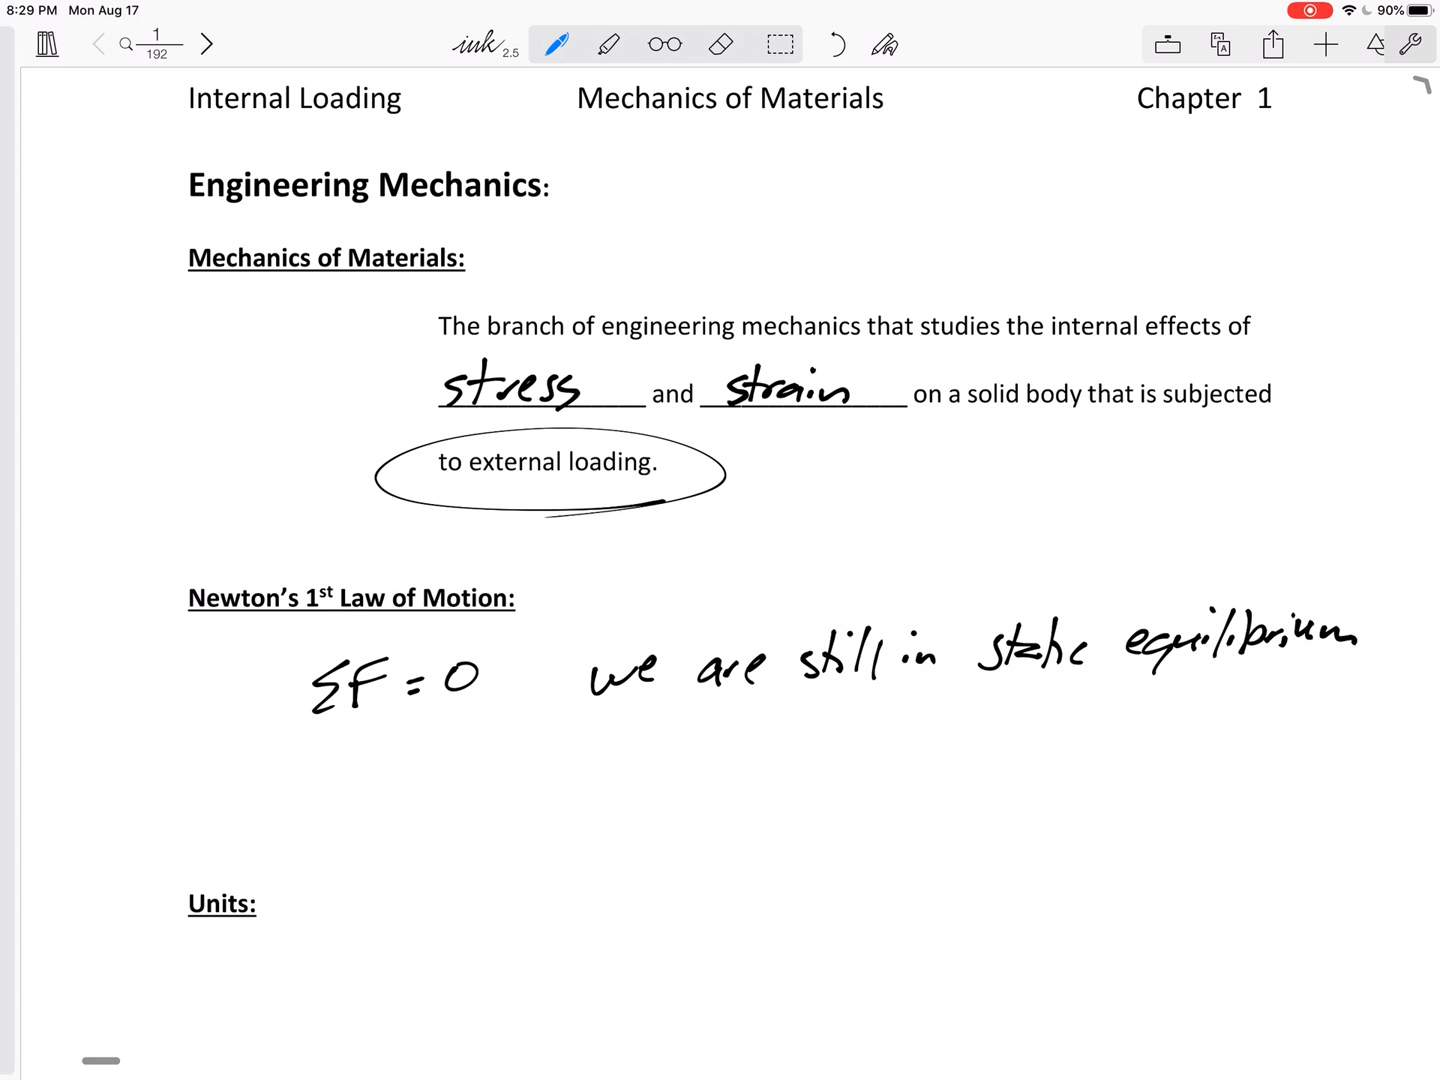 8:29 PM Mon Aug 17
90%
1
192
ink 2.5
Internal Loading Mechanics of Materials Chapter 1
Engineering Mechanics:
Mechanics of Materials:
The branch of engineering mechanics that studies the internal effects of
stress and strain on a solid body that is subjected
to external loading.
Newton’s 1st Law of Motion:
ΣF = 0 we are still in static equilibrium
Units: